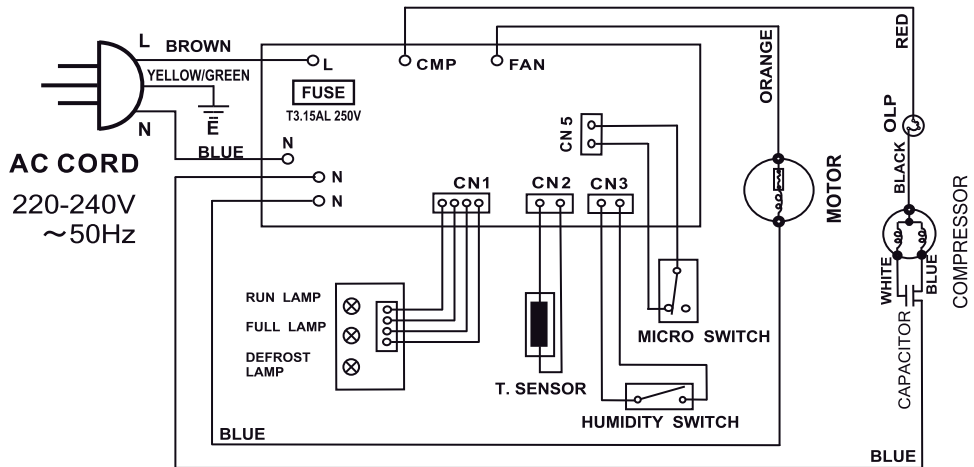 L
BROWN
YELLOW/GREEN
E
N
BLUE
AC CORD
220-240V
～50Hz
L
CMP
FAN
FUSE
T3.15AL 250V
N
N
N
CN 5
CN1
CN2
CN3
ORANGE
RED
OLP
BLACK
MOTOR
WHITE
BLUE
COMPRESSOR
CAPACITOR
RUN LAMP
FULL LAMP
DEFROST
LAMP
T. SENSOR
MICRO SWITCH
HUMIDITY SWITCH
BLUE
BLUE